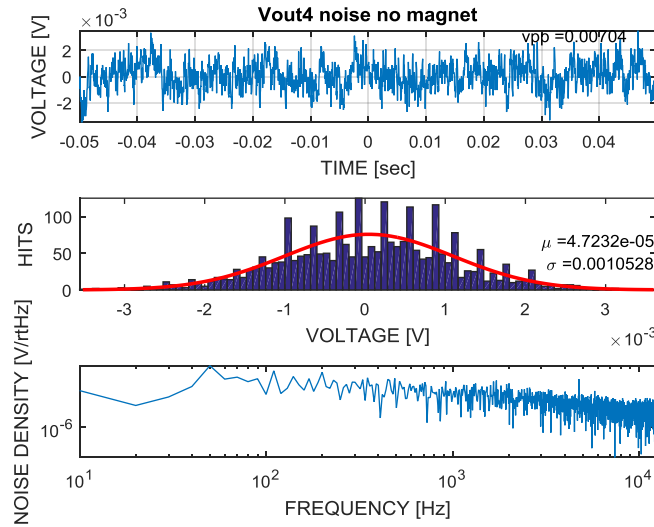 Vout4 noise no magnet
×10⁻³
vpp =0.00704
VOLTAGE [V]
2
0
-2
-0.05 -0.04 -0.03 -0.02 -0.01 0 0.01 0.02 0.03 0.04
TIME [sec]
HITS
100
50
0
μ =4.7232e-05
σ =0.0010528
-3 -2 -1 0 1 2 3
VOLTAGE [V]
×10⁻³
NOISE DENSITY [V/rtHz]
10⁻⁶
10¹ 10² 10³ 10⁴
FREQUENCY [Hz]